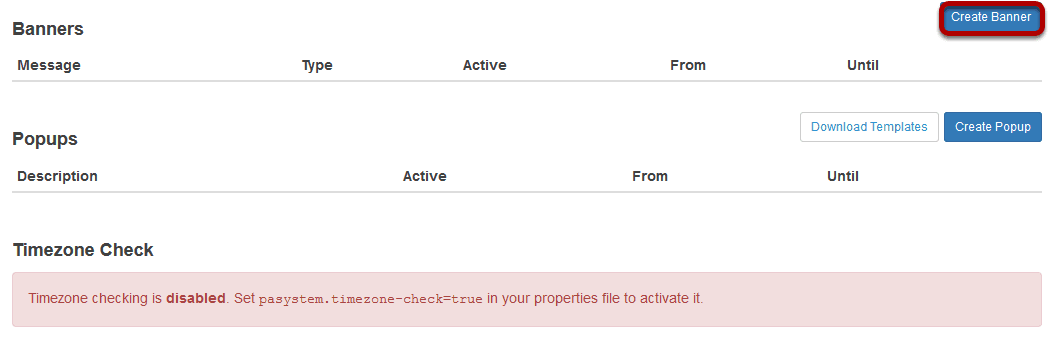 Banners
Create Banner
Message Type Active From Until
Popups
Download Templates Create Popup
Description Active From Until
Timezone Check
Timezone checking is disabled. Set pasystem.timezone-check=true in your properties file to activate it.